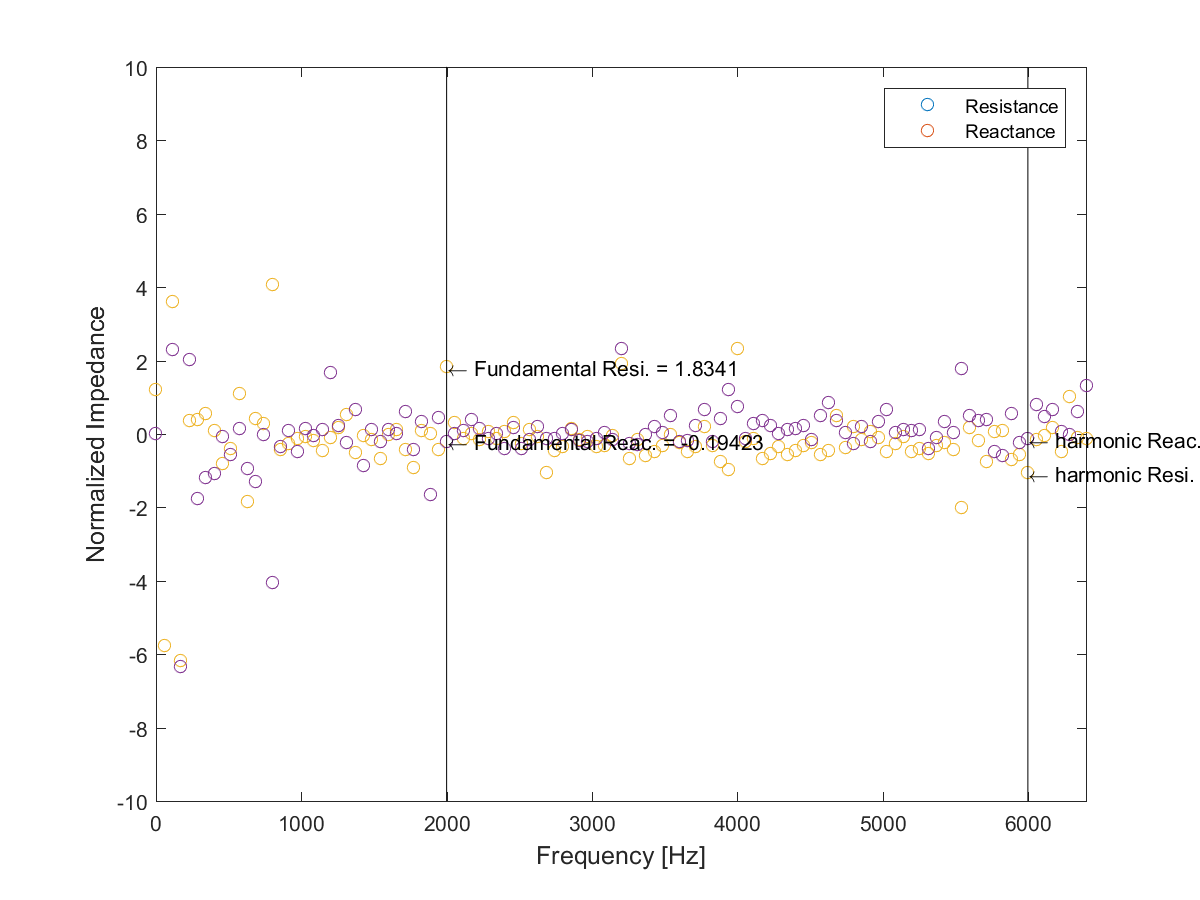 10
8
6
4
2
0
-2
-4
-6
-8
-10
Normalized Impedance
Resistance
Reactance
← Fundamental Resi. = 1.8341
← Fundamental Reac. = -0.19423
← harmonic Reac.
← harmonic Resi.
0 1000 2000 3000 4000 5000 6000
Frequency [Hz]